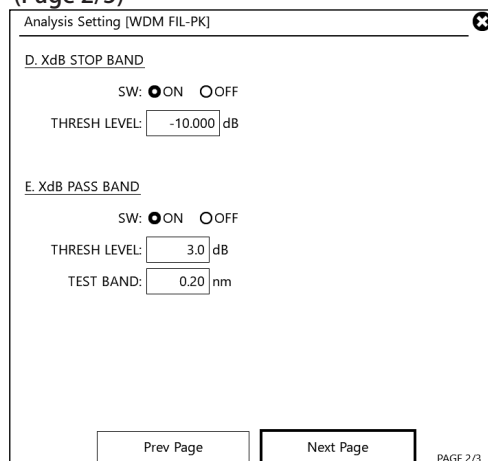 (Page 2/3)
Analysis Setting [WDM FIL-PK]
D. XdB STOP BAND
SW: ON OFF
THRESH LEVEL: -10.000 dB
E. XdB PASS BAND
SW: ON OFF
THRESH LEVEL: 3.0 dB
TEST BAND: 0.20 nm
Prev Page Next Page PAGE 2/3